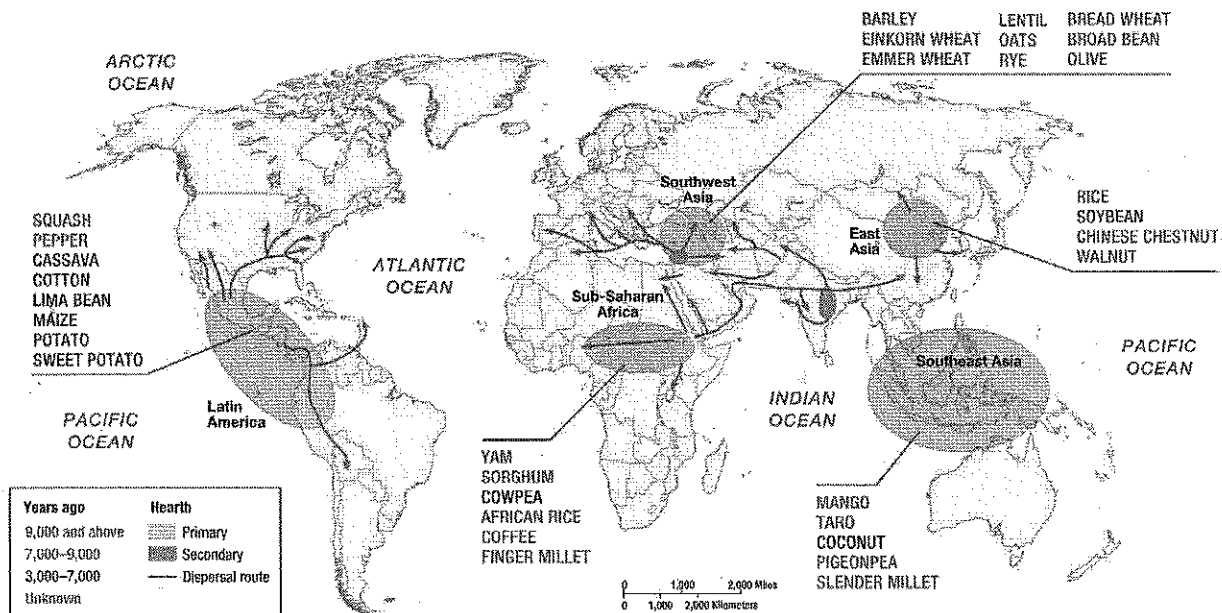 BARLEY LENTIL BREAD WHEAT
EINKORN WHEAT OATS BROAD BEAN
EMMER WHEAT RYE OLIVE
ARCTIC
OCEAN
Southwest
Asia
RICE
SOYBEAN
CHINESE CHESTNUT
WALNUT
East
Asia
SQUASH
PEPPER
CASSAVA
COTTON
LIMA BEAN
MAIZE
POTATO
SWEET POTATO
ATLANTIC
OCEAN
Sub-Saharan
Africa
Southeast Asia
PACIFIC
OCEAN
INDIAN
OCEAN
Latin
America
PACIFIC
OCEAN
YAM
SORGHUM
COWPEA
AFRICAN RICE
COFFEE
FINGER MILLET
MANGO
TARO
COCONUT
PIGEONPEA
SLENDER MILLET
Years ago Hearth
9,000 and above Primary
7,000–9,000 Secondary
3,000–7,000 Dispersal route
Unknown
0 1,000 2,000 Miles
0 1,000 2,000 Kilometers